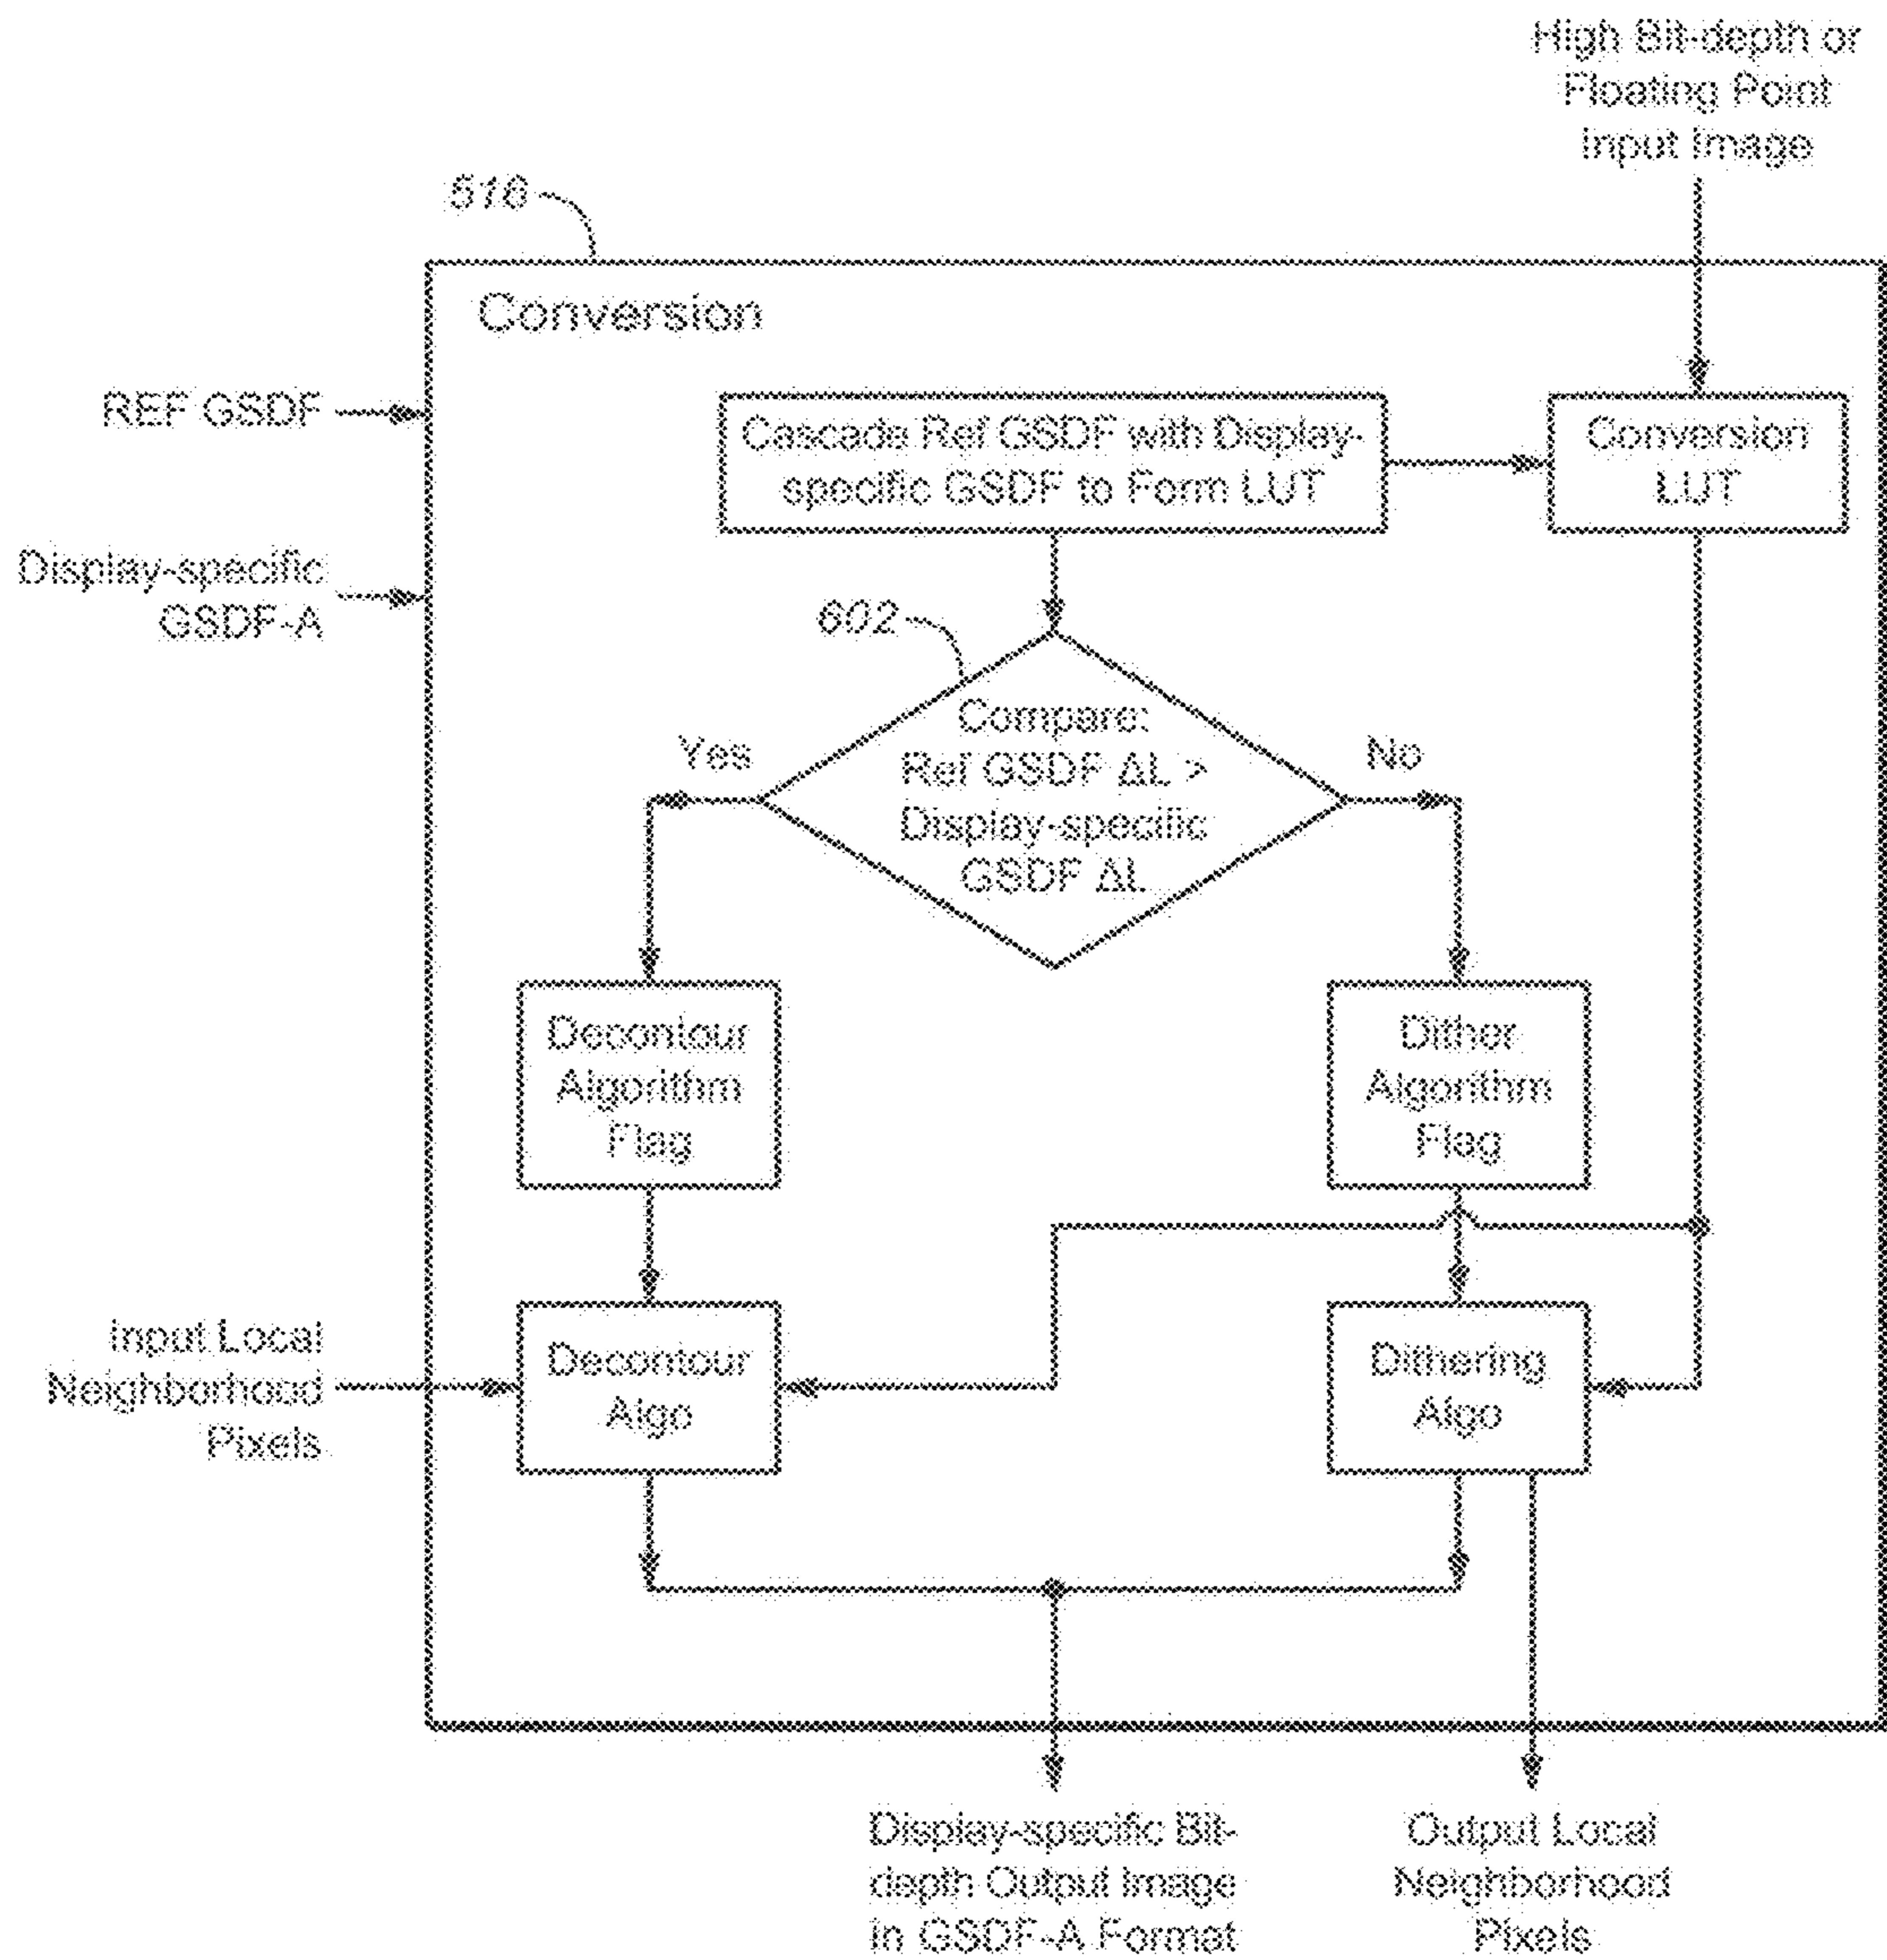 High Bit-depth or
Floating Point
Input Image
516
Conversion
REF GSDF
Cascade Ref GSDF with Display-
specific GSDF to Form LUT
Conversion
LUT
Display-specific
GSDF-A
602
Compare:
Ref GSDF ΔL >
Display-specific
GSDF ΔL
Yes
No
Decontour
Algorithm
Flag
Dither
Algorithm
Flag
Input Local
Neighborhood
Pixels
Decontour
Algo
Dithering
Algo
Display-specific Bit-
depth Output Image
in GSDF-A Format
Output Local
Neighborhood
Pixels